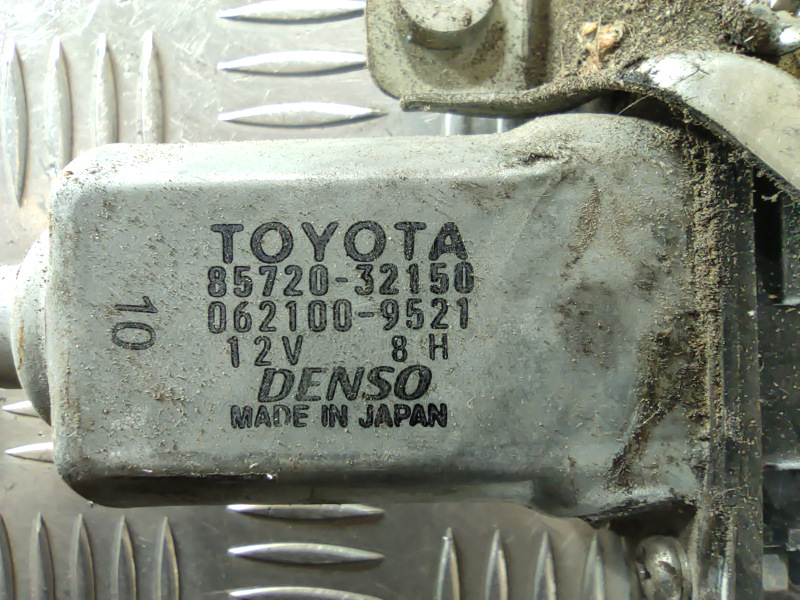 TOYOTA
85720-32150
062100-9521
12V 8H
DENSO
MADE IN JAPAN
10